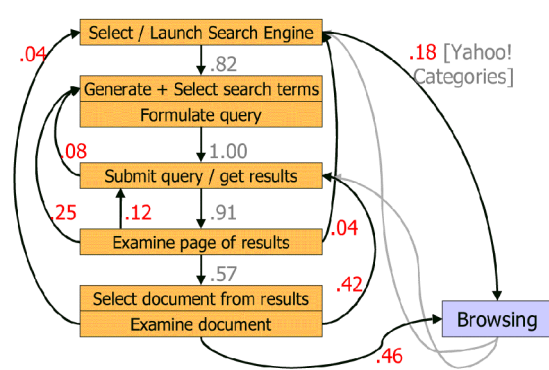 .04
Select / Launch Search Engine
.18 [Yahoo!
Categories]
.82
Generate + Select search terms
Formulate query
.08
1.00
Submit query / get results
.25
.12
.91
.04
Examine page of results
.57
.42
Select document from results
Examine document
Browsing
.46